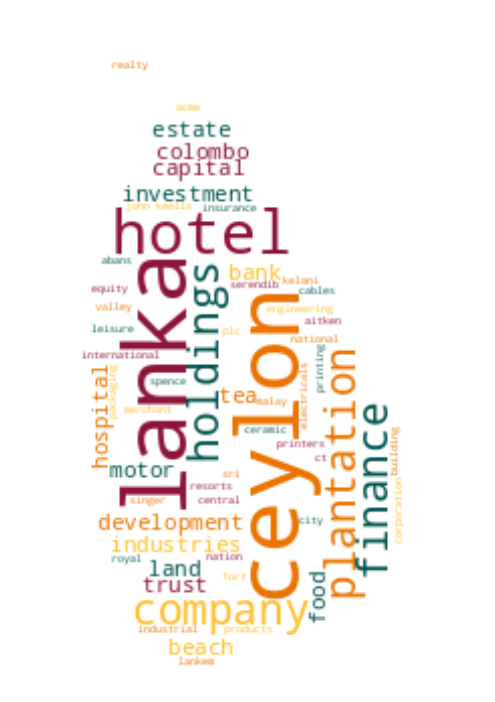 realty
acme
estate
colombo
capital
investment
john keells
insurance
hotel
abans
bank
lanka
holdings
serendib
kelani
equity
cables
ceylon
valley
engineering
aitken
leisure
plc
national
international
printing
plantation
hospital
packaging
spence
electricals
tea
malay
merchant
finance
ceramic
building
printers
ct
motor
sri
resorts
corporation
singer
central
development
city
industries
royal
nation
land
trust
fort
food
company
industrial
products
beach
lankem